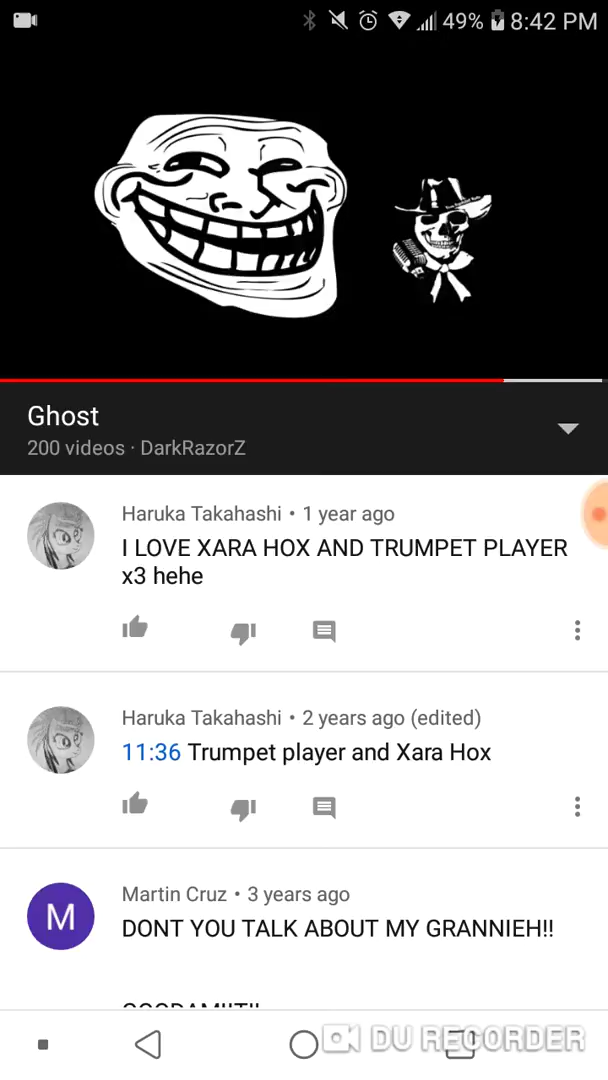 49% 8:42 PM
Ghost
200 videos · DarkRazorZ
Haruka Takahashi • 1 year ago
I LOVE XARA HOX AND TRUMPET PLAYER
x3 hehe
Haruka Takahashi • 2 years ago (edited)
11:36 Trumpet player and Xara Hox
M
Martin Cruz • 3 years ago
DONT YOU TALK ABOUT MY GRANNIEH!!
DU RECORDER